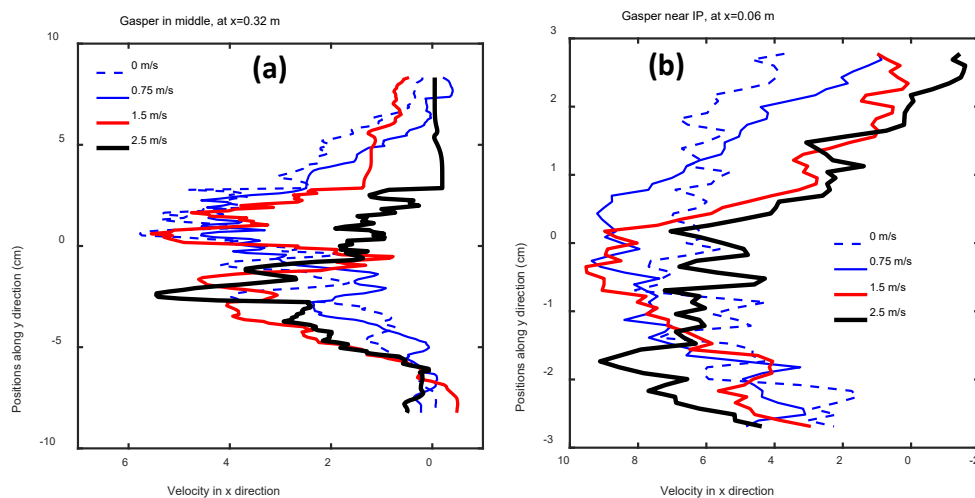 Gasper in middle, at x=0.32 m
(a)
0 m/s
0.75 m/s
1.5 m/s
2.5 m/s
10
5
0
-5
-10
Positions along y direction (cm)
6
4
2
0
Velocity in x direction
Gasper near IP, at x=0.06 m
(b)
0 m/s
0.75 m/s
1.5 m/s
2.5 m/s
3
2
1
0
-1
-2
-3
Positions along y direction (cm)
10
8
6
4
2
0
-2
Velocity in x direction